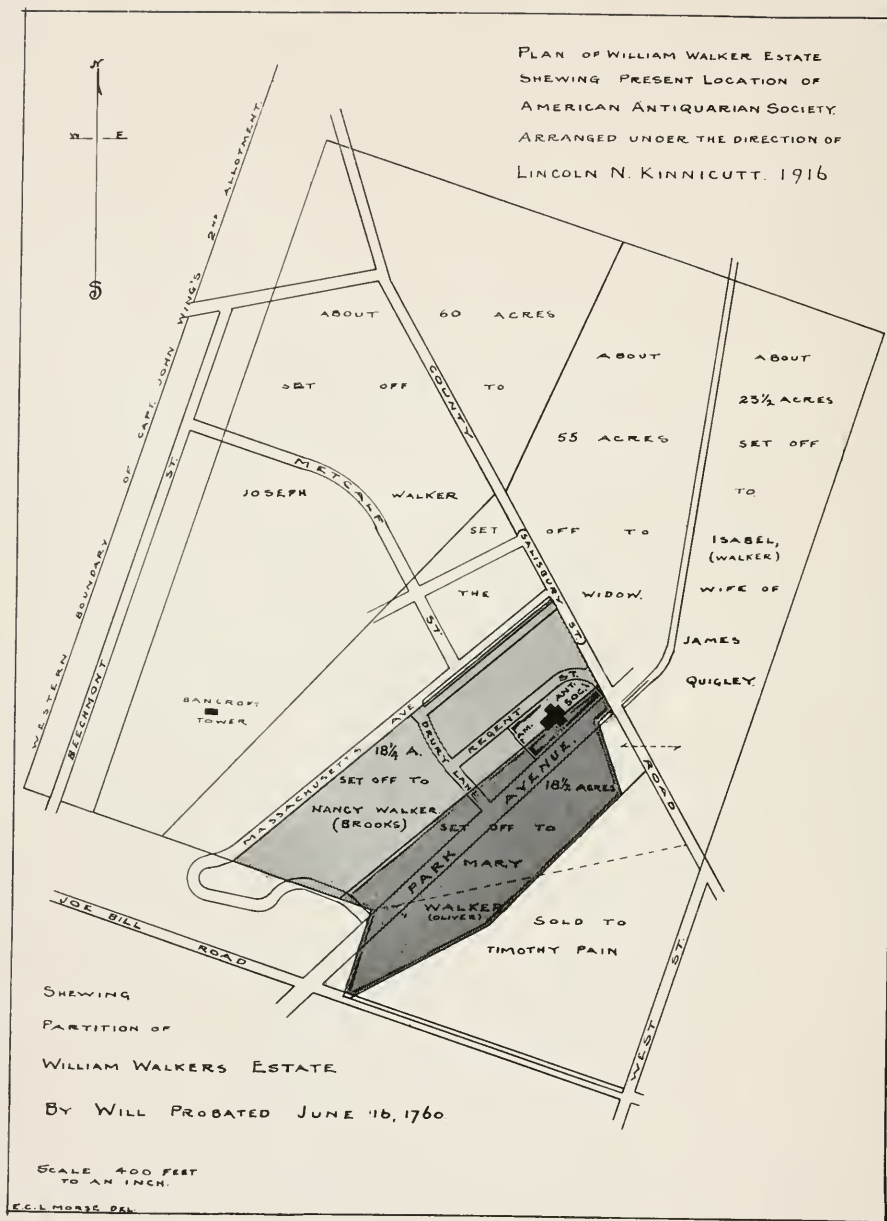 PLAN OF WILLIAM WALKER ESTATE
SHEWING PRESENT LOCATION OF
AMERICAN ANTIQUARIAN SOCIETY.
ARRANGED UNDER THE DIRECTION OF
LINCOLN N. KINNICUTT. 1916
N
W E
S
WESTERN BOUNDARY OF CAPT. JOHN WING'S 2ND ALLOTMENT.
ABOUT 60 ACRES
SET OFF TO
JOSEPH WALKER
COUNTY
ROAD
ABOUT
55 ACRES
SET OFF TO
THE WIDOW.
ABOUT
23½ ACRES
SET OFF
TO
ISABEL,
(WALKER)
WIFE OF
JAMES
QUIGLEY.
BEECHMONT ST.
METCALF ST.
SALISBURY ST.
BANCROFT
TOWER
MASSACHUSETTS AVE
DRURY LANE
REGENT ST.
AM. ANT. SOC.
PARK AVENUE.
18¼ A.
SET OFF TO
NANCY WALKER
(BROOKS)
18½ ACRES
SET OFF TO
MARY
WALKER
(OLIVER)
SOLD TO
TIMOTHY PAIN
JOE BILL ROAD
WEST ST.
SHEWING
PARTITION OF
WILLIAM WALKERS ESTATE
BY WILL PROBATED JUNE 16, 1760
SCALE 400 FEET
TO AN INCH.
E.C.L. MORSE DEL.